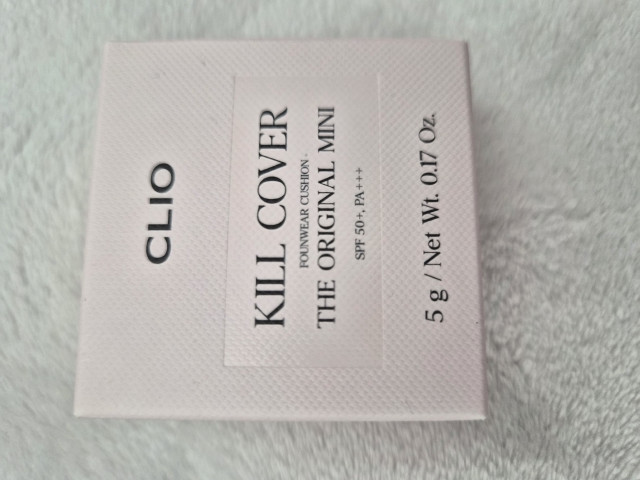 CLIO
KILL COVER
FOUNWEAR CUSHION
THE ORIGINAL MINI
SPF 50+, PA+++
5 g / Net Wt. 0.17 Oz.